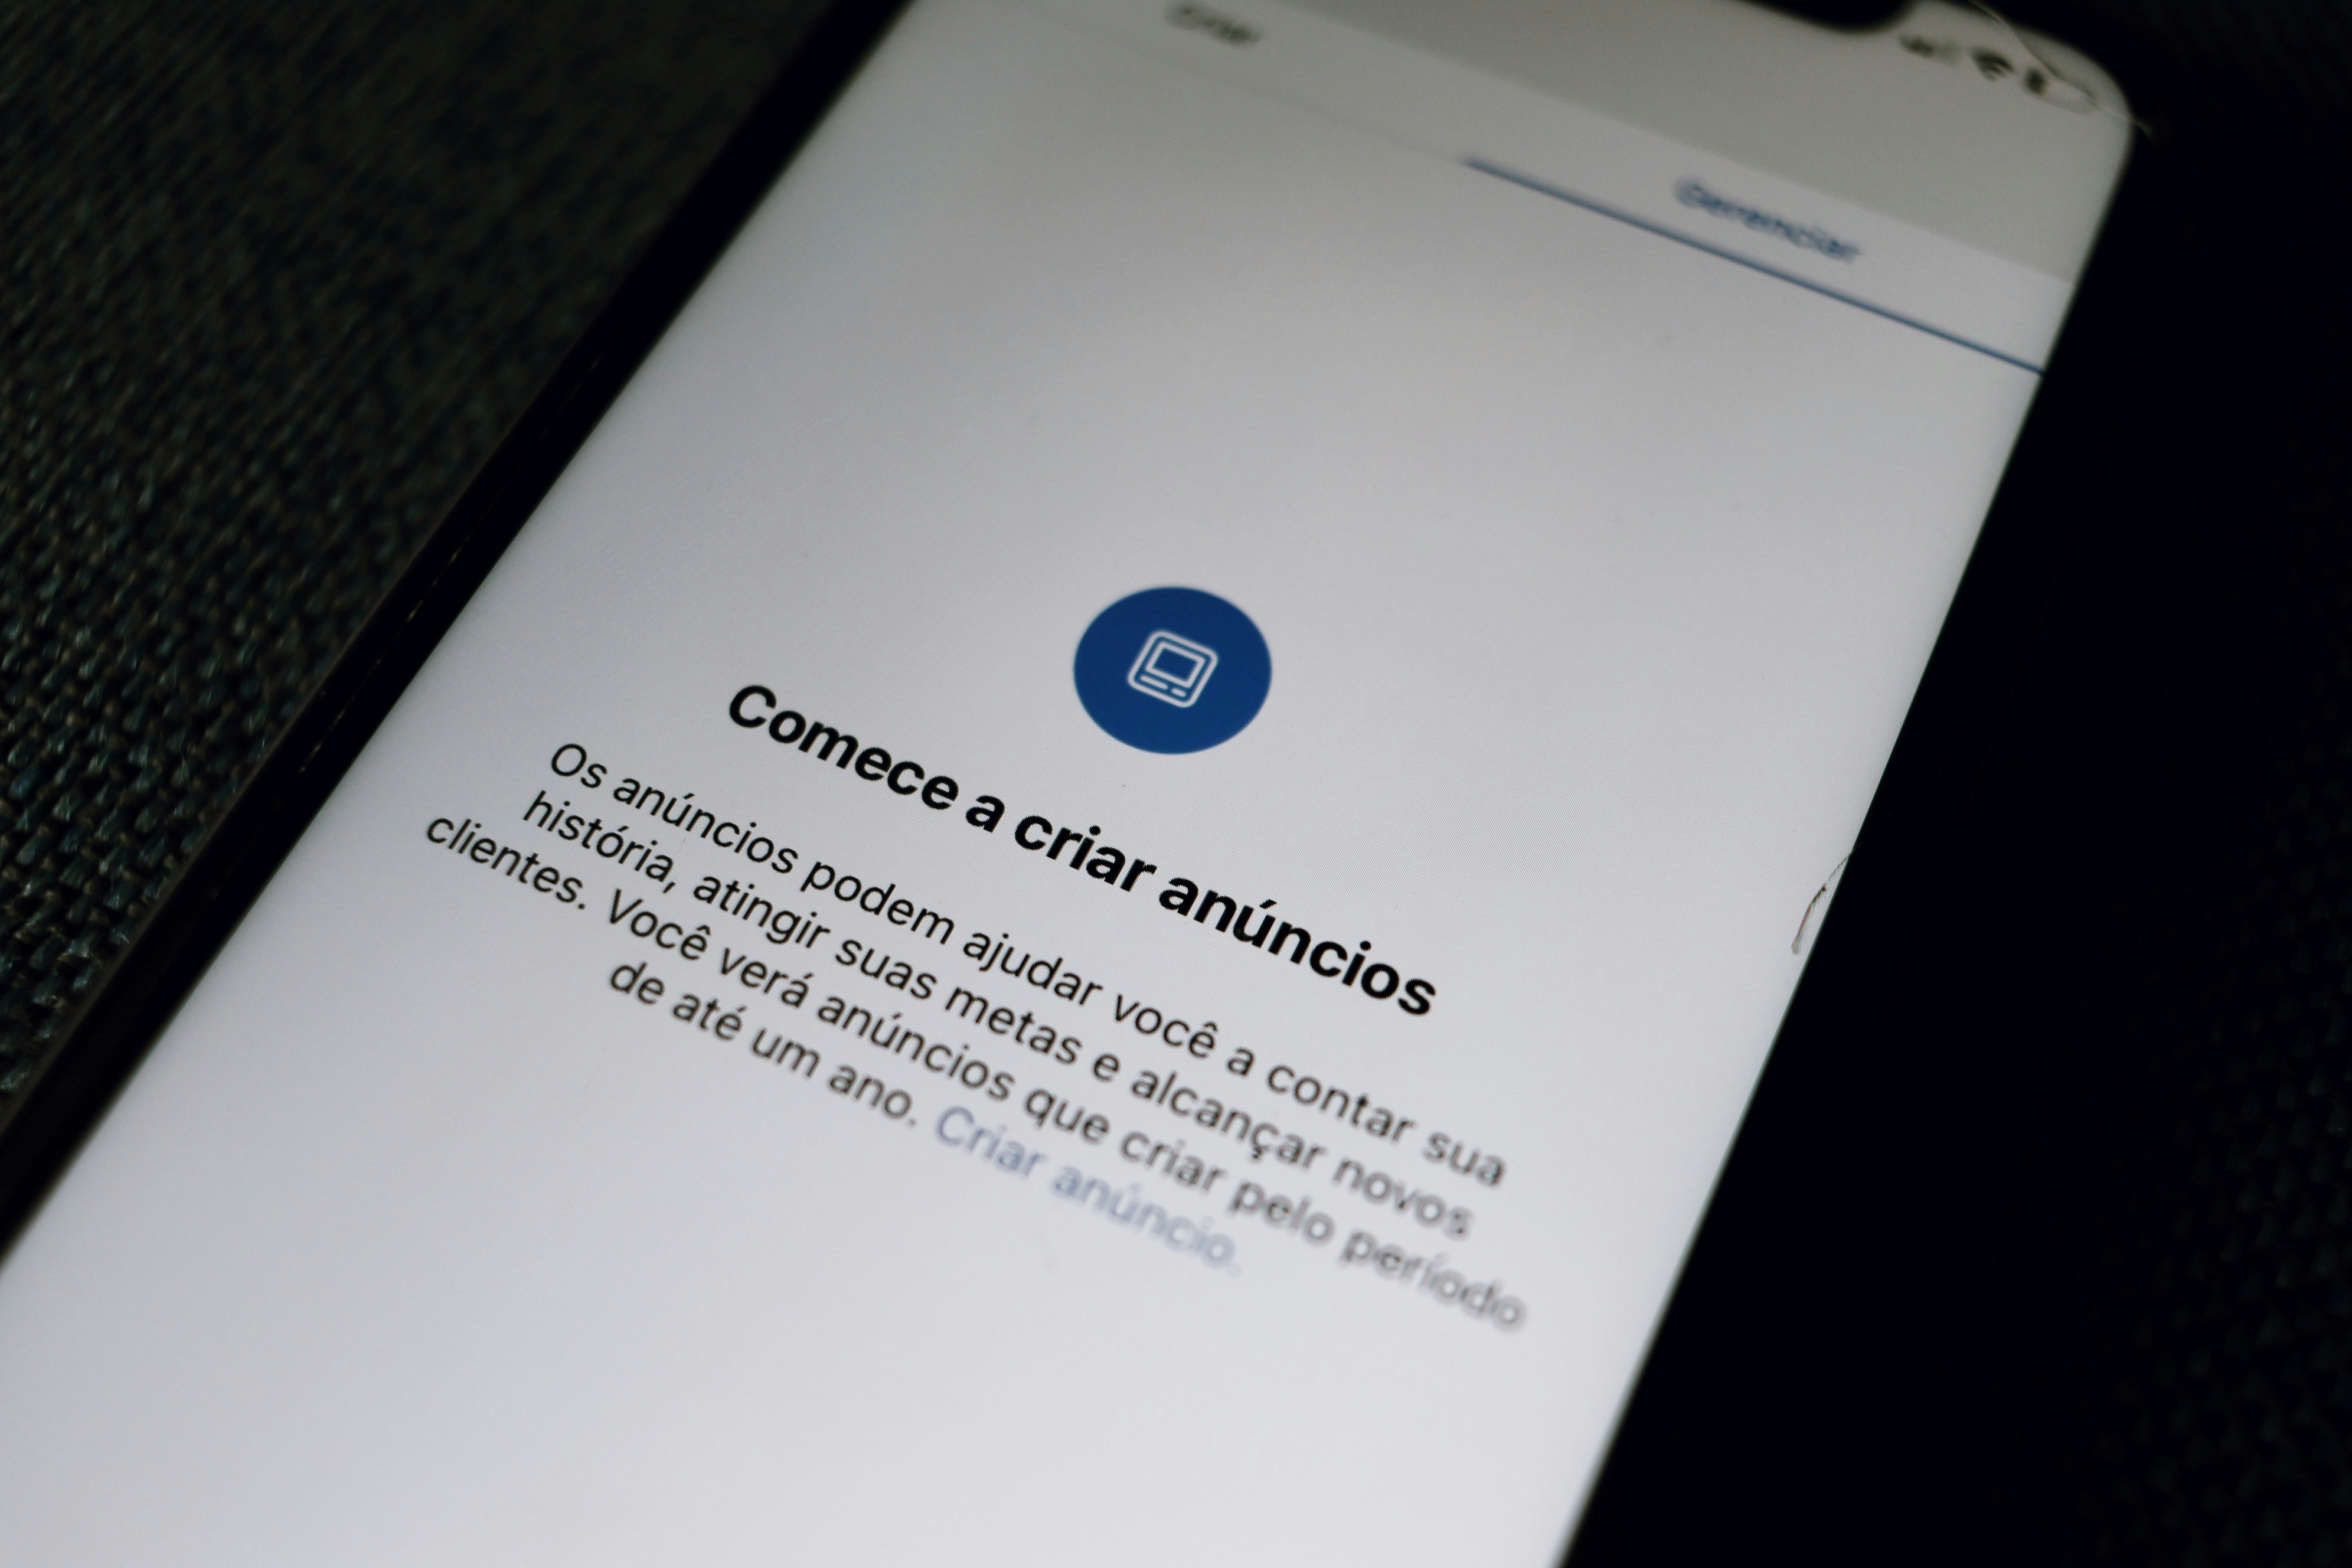 Criar
Gerenciar
Comece a criar anúncios
Os anúncios podem ajudar você a contar sua
história, atingir suas metas e alcançar novos
clientes. Você verá anúncios que criar pelo período
de até um ano. Criar anúncio.